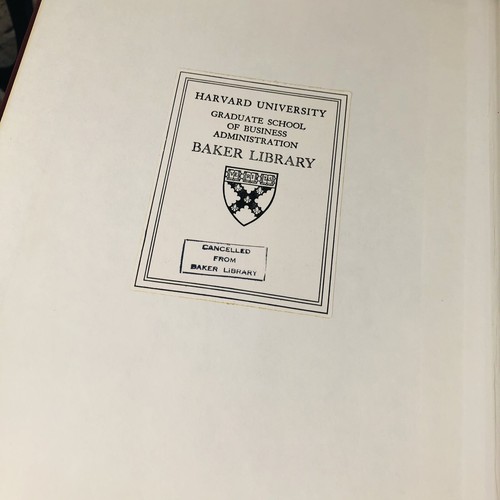 HARVARD UNIVERSITY
GRADUATE SCHOOL
OF BUSINESS
ADMINISTRATION
BAKER LIBRARY
CANCELLED
FROM
BAKER LIBRARY